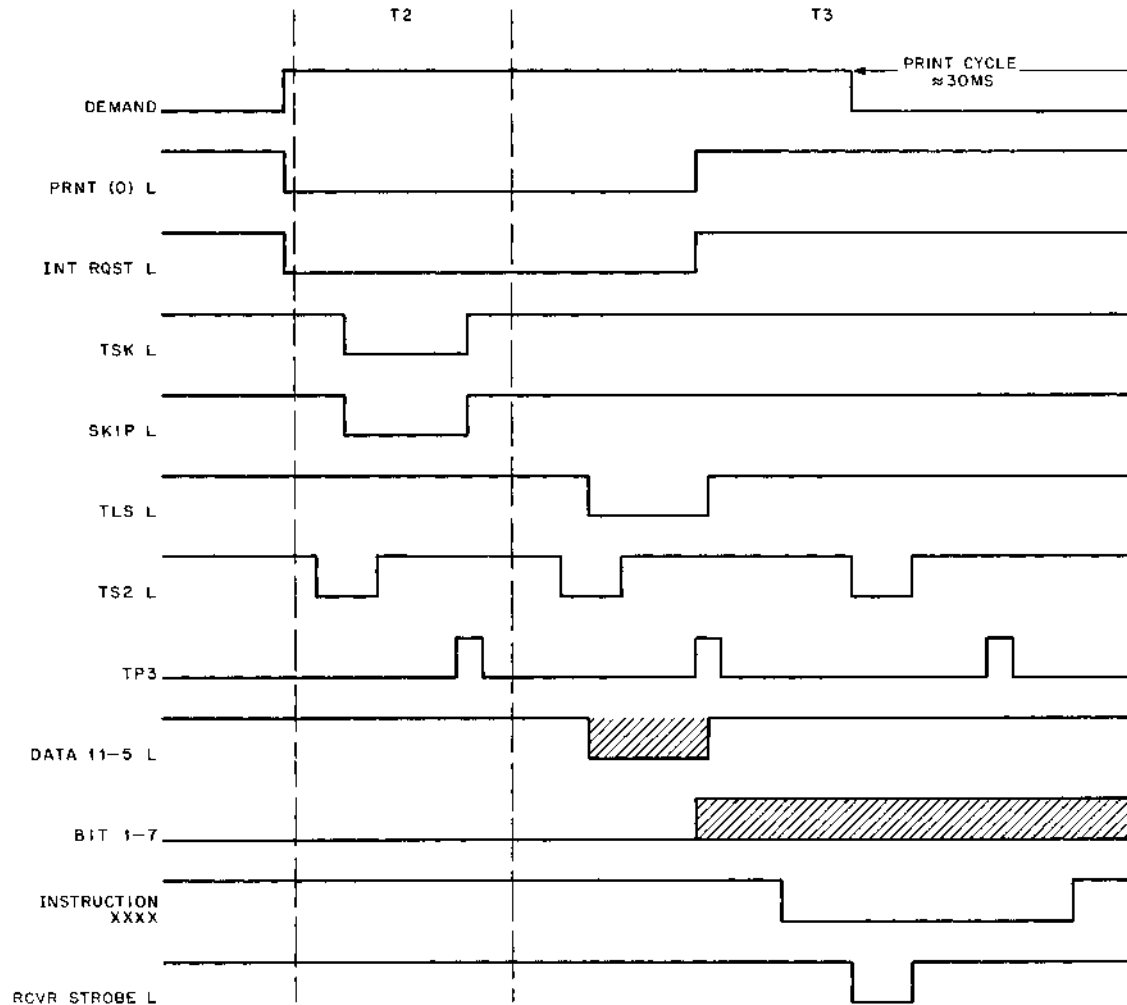 T2
T3
PRINT CYCLE
≈30MS
DEMAND
PRNT (0) L
INT RQST L
TSK L
SKIP L
TLS L
TS2 L
TP3
DATA 11-5 L
BIT 1-7
INSTRUCTION
XXXX
RCVR STROBE L